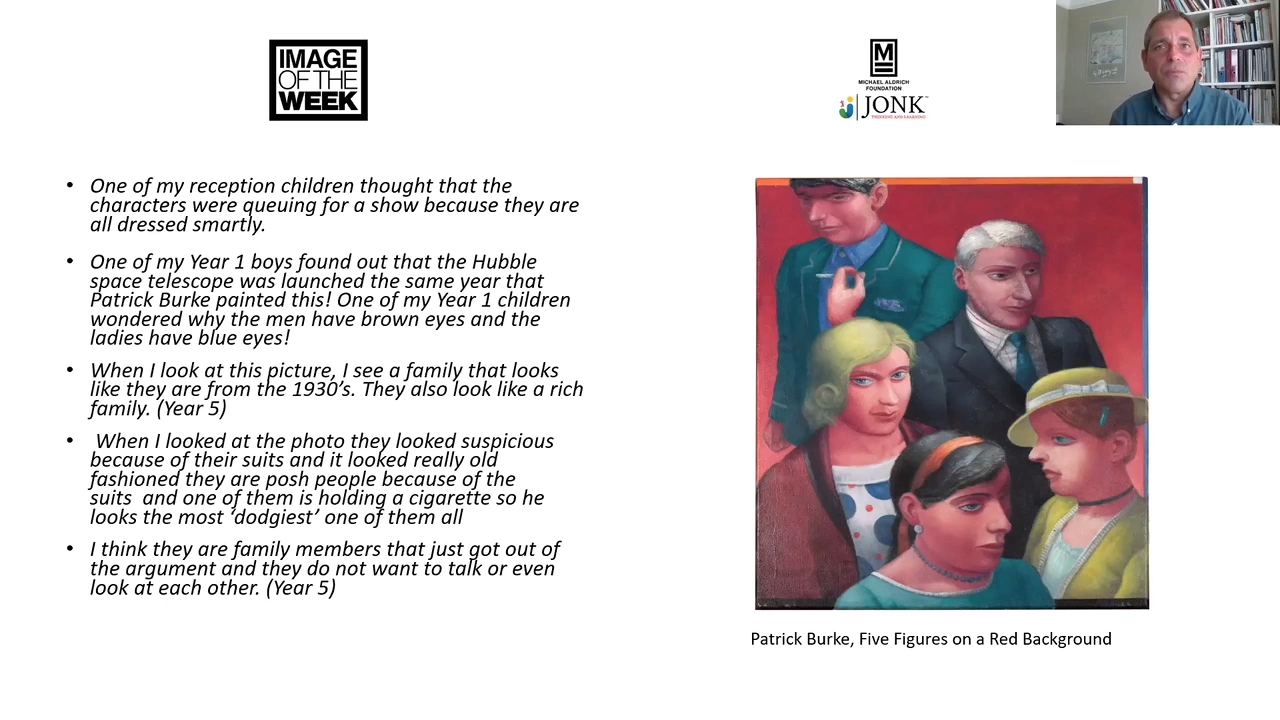 IMAGE
OF THE
WEEK
M
MICHAEL ALDRICH
FOUNDATION
JONK™
THINKING AND LEARNING
• One of my reception children thought that the
characters were queuing for a show because they are
all dressed smartly.
• One of my Year 1 boys found out that the Hubble
space telescope was launched the same year that
Patrick Burke painted this! One of my Year 1 children
wondered why the men have brown eyes and the
ladies have blue eyes!
• When I look at this picture, I see a family that looks
like they are from the 1930’s. They also look like a rich
family. (Year 5)
• When I looked at the photo they looked suspicious
because of their suits and it looked really old
fashioned they are posh people because of the
suits  and one of them is holding a cigarette so he
looks the most ‘dodgiest’ one of them all
• I think they are family members that just got out of
the argument and they do not want to talk or even
look at each other. (Year 5)
Patrick Burke, Five Figures on a Red Background